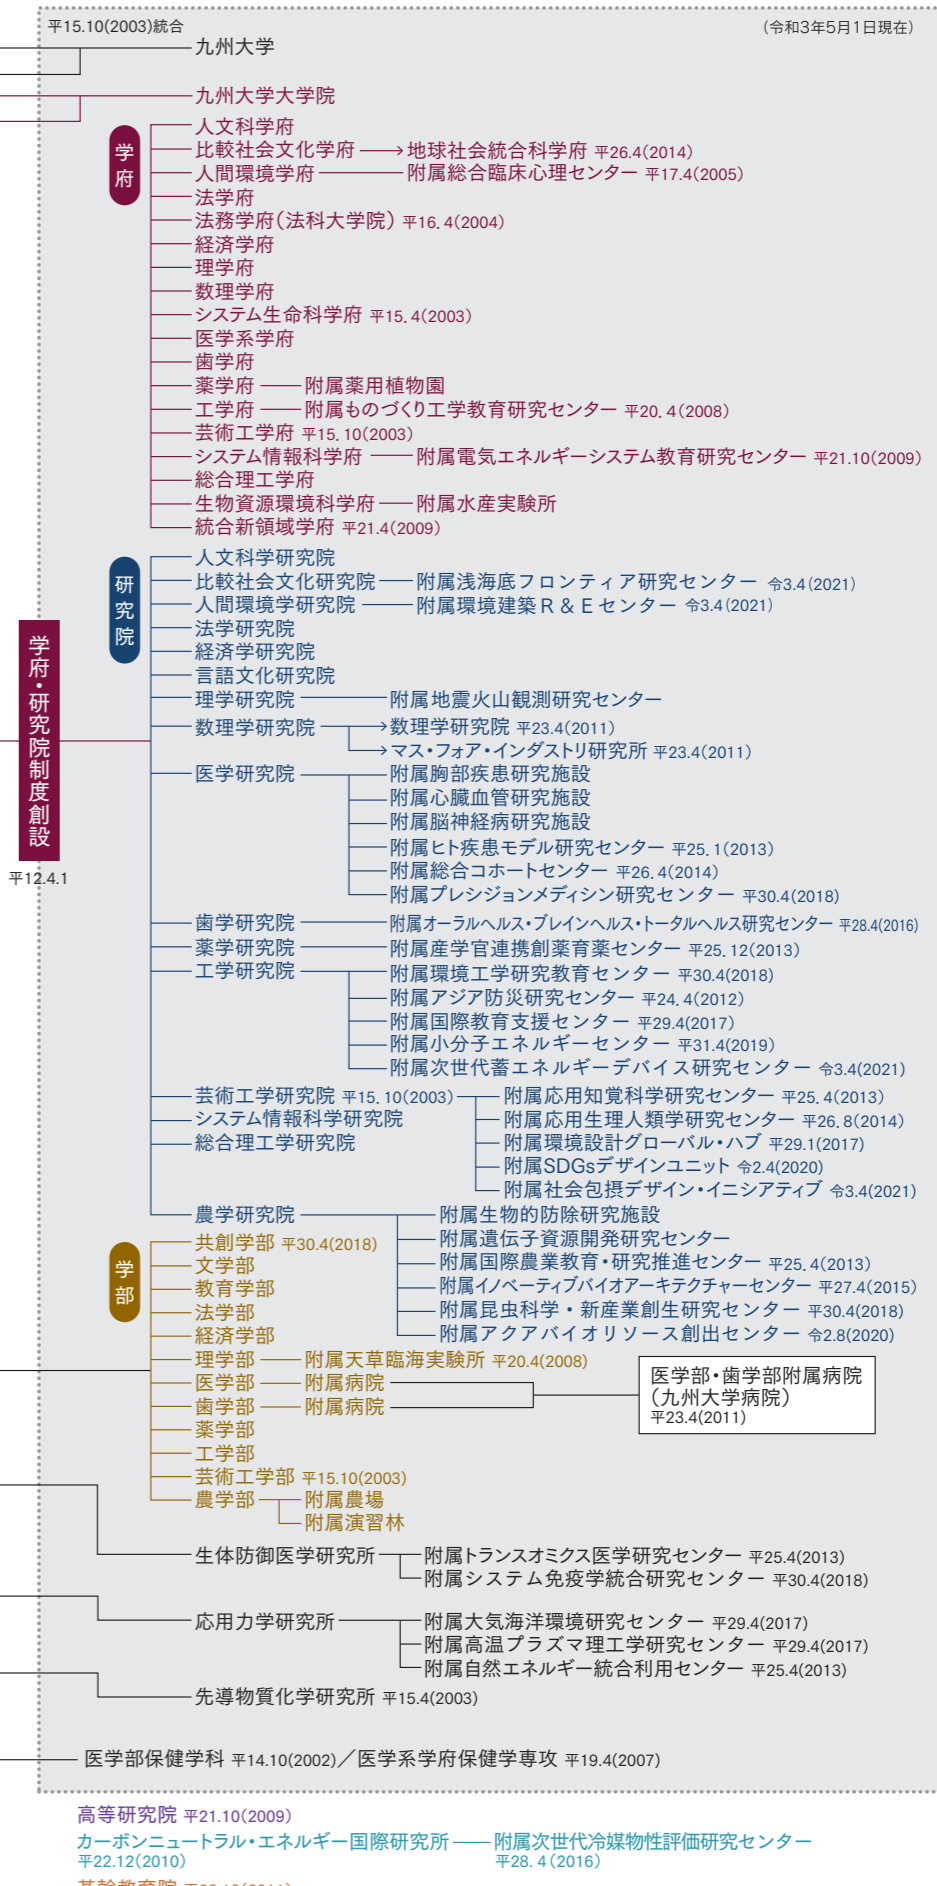 平15.10(2003)統合
(令和3年5月1日現在)
九州大学
九州大学大学院
学府
人文科学府
比較社会文化学府 → 地球社会統合科学府 平26.4(2014)
人間環境学府 附属総合臨床心理センター 平17.4(2005)
法学府
法務学府(法科大学院) 平16.4(2004)
経済学府
理学府
数理学府
システム生命科学府 平15.4(2003)
医学系学府
歯学府
薬学府 附属薬用植物園
工学府 附属ものづくり工学教育研究センター 平20.4(2008)
芸術工学府 平15.10(2003)
システム情報科学府 附属電気エネルギーシステム教育研究センター 平21.10(2009)
総合理工学府
生物資源環境科学府 附属水産実験所
統合新領域学府 平21.4(2009)
学府・研究院制度創設
平12.4.1
研究院
人文科学研究院
比較社会文化研究院 附属浅海底フロンティア研究センター 令3.4(2021)
人間環境学研究院 附属環境建築R&Eセンター 令3.4(2021)
法学研究院
経済学研究院
言語文化研究院
理学研究院 附属地震火山観測研究センター
数理学研究院 → 数理学研究院 平23.4(2011)
→ マス・フォア・インダストリ研究所 平23.4(2011)
医学研究院 附属胸部疾患研究施設
附属心臓血管研究施設
附属脳神経病研究施設
附属ヒト疾患モデル研究センター 平25.1(2013)
附属総合コホートセンター 平26.4(2014)
附属プレシジョンメディシン研究センター 平30.4(2018)
歯学研究院 附属オーラルヘルス・ブレインヘルス・トータルヘルス研究センター 平28.4(2016)
薬学研究院 附属産学官連携創薬育薬センター 平25.12(2013)
工学研究院 附属環境工学研究教育センター 平30.4(2018)
附属アジア防災研究センター 平24.4(2012)
附属国際教育支援センター 平29.4(2017)
附属小分子エネルギーセンター 平31.4(2019)
附属次世代蓄エネルギーデバイス研究センター 令3.4(2021)
芸術工学研究院 平15.10(2003) 附属応用知覚科学研究センター 平25.4(2013)
システム情報科学研究院 附属応用生理人類学研究センター 平26.8(2014)
総合理工学研究院 附属環境設計グローバル・ハブ 平29.1(2017)
附属SDGsデザインユニット 令2.4(2020)
附属社会包摂デザイン・イニシアティブ 令3.4(2021)
農学研究院 附属生物的防除研究施設
附属遺伝子資源開発研究センター
附属国際農業教育・研究推進センター 平25.4(2013)
附属イノベーティブバイオアーキテクチャーセンター 平27.4(2015)
附属昆虫科学・新産業創生研究センター 平30.4(2018)
附属アクアバイオリソース創出センター 令2.8(2020)
学部
共創学部 平30.4(2018)
文学部
教育学部
法学部
経済学部
理学部 附属天草臨海実験所 平20.4(2008)
医学部 附属病院
歯学部 附属病院
医学部・歯学部附属病院
(九州大学病院)
平23.4(2011)
薬学部
工学部
芸術工学部 平15.10(2003)
農学部 附属農場
附属演習林
生体防御医学研究所 附属トランスオミクス医学研究センター 平25.4(2013)
附属システム免疫学統合研究センター 平30.4(2018)
応用力学研究所 附属大気海洋環境研究センター 平29.4(2017)
附属高温プラズマ理工学研究センター 平29.4(2017)
附属自然エネルギー統合利用センター 平25.4(2013)
先導物質化学研究所 平15.4(2003)
医学部保健学科 平14.10(2002)/医学系学府保健学専攻 平19.4(2007)
高等研究院 平21.10(2009)
カーボンニュートラル・エネルギー国際研究所 附属次世代冷媒物性評価研究センター
平22.12(2010) 平28.4(2016)